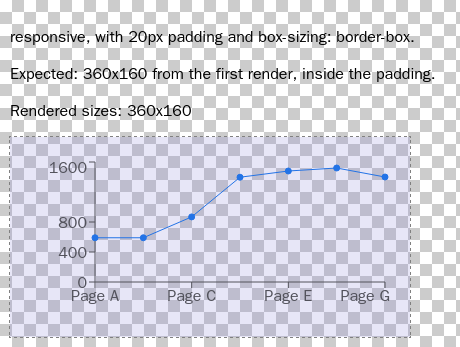 responsive, with 20px padding and box-sizing: border-box.
Expected: 360x160 from the first render, inside the padding.
Rendered sizes: 360x160
1600
800
400
0
Page A Page C Page E Page G